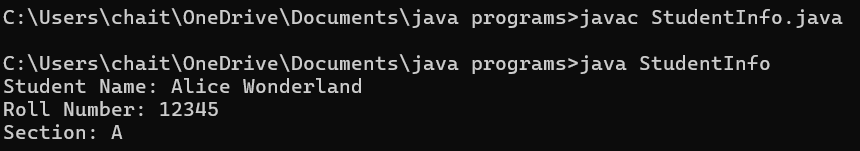 C:\Users\chait\OneDrive\Documents\java programs>javac StudentInfo.java
C:\Users\chait\OneDrive\Documents\java programs>java StudentInfo
Student Name: Alice Wonderland
Roll Number: 12345
Section: A